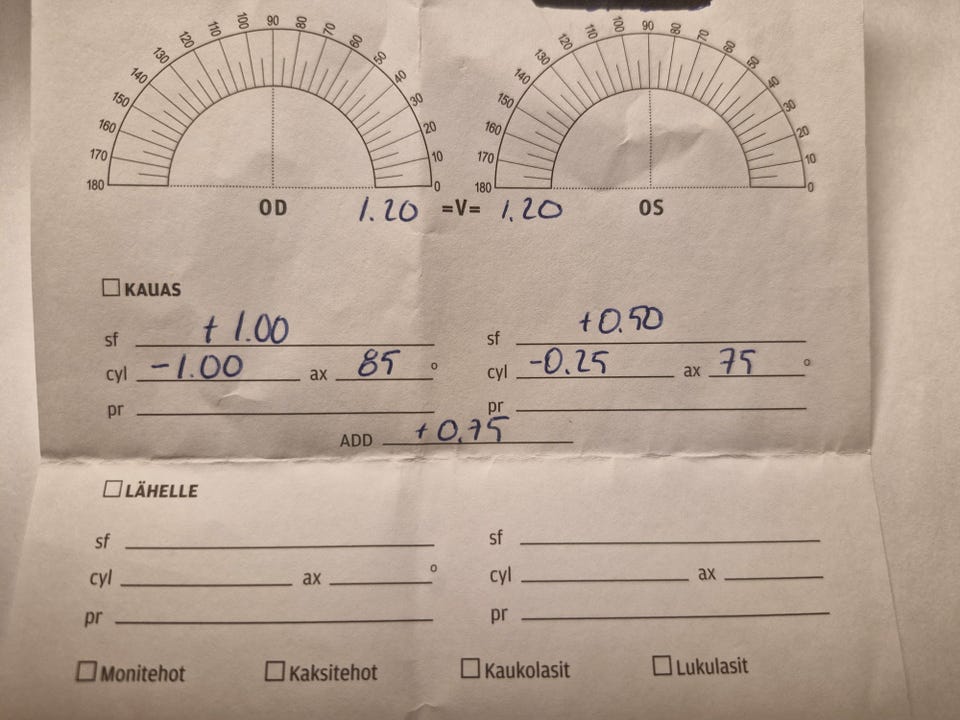 180 170 160 150 140 130 120 110 100 90 80 70 60 50 40 30 20 10 0
180 170 160 150 140 130 120 110 100 90 80 70 60 50 40 30 20 10 0
OD 1.20 =V= 1.20 OS
☐ KAUAS
sf +1.00 sf +0.50
cyl -1.00 ax 85 ° cyl -0.25 ax 75 °
pr pr
ADD +0.75
☐ LÄHELLE
sf sf
cyl ax ° cyl ax
pr pr
☐ Monitehot ☐ Kaksitehot ☐ Kaukolasit ☐ Lukulasit